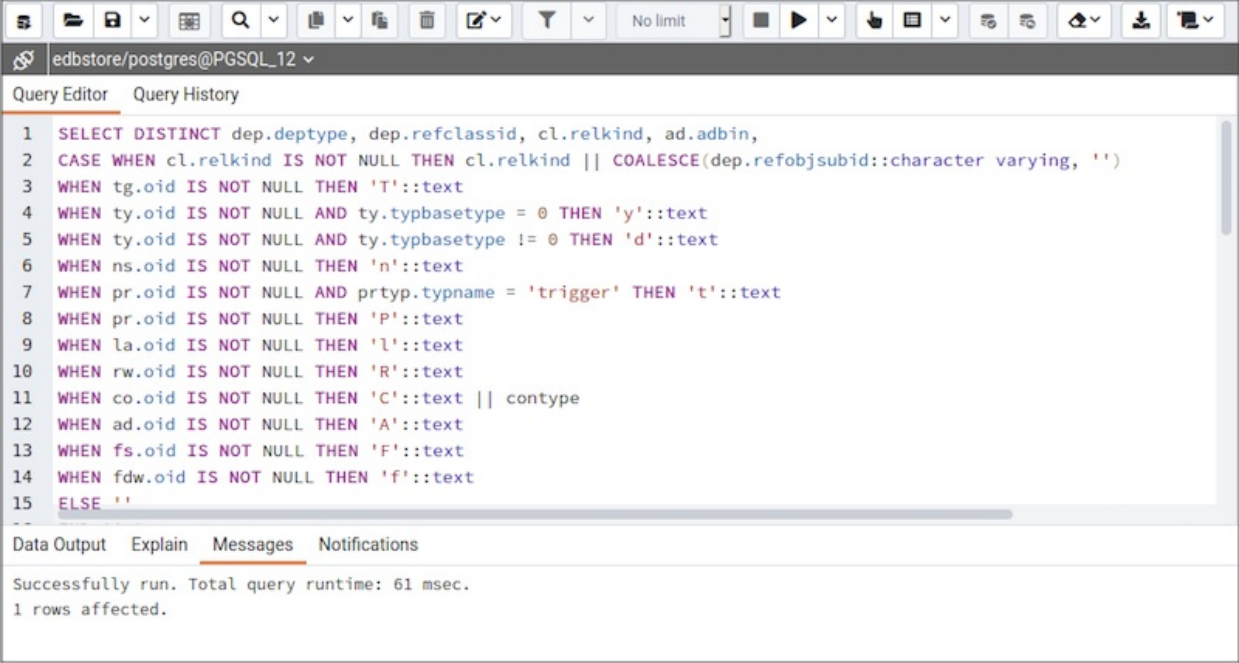 No limit
edbstore/postgres@PGSQL_12
Query Editor Query History
1 SELECT DISTINCT dep.deptype, dep.refclassid, cl.relkind, ad.adbin,
2 CASE WHEN cl.relkind IS NOT NULL THEN cl.relkind || COALESCE(dep.refobjsubid::character varying, '')
3 WHEN tg.oid IS NOT NULL THEN 'T'::text
4 WHEN ty.oid IS NOT NULL AND ty.typbasetype = 0 THEN 'y'::text
5 WHEN ty.oid IS NOT NULL AND ty.typbasetype != 0 THEN 'd'::text
6 WHEN ns.oid IS NOT NULL THEN 'n'::text
7 WHEN pr.oid IS NOT NULL AND prtyp.typname = 'trigger' THEN 't'::text
8 WHEN pr.oid IS NOT NULL THEN 'P'::text
9 WHEN la.oid IS NOT NULL THEN 'l'::text
10 WHEN rw.oid IS NOT NULL THEN 'R'::text
11 WHEN co.oid IS NOT NULL THEN 'C'::text || contype
12 WHEN ad.oid IS NOT NULL THEN 'A'::text
13 WHEN fs.oid IS NOT NULL THEN 'F'::text
14 WHEN fdw.oid IS NOT NULL THEN 'f'::text
15 ELSE ''
Data Output Explain Messages Notifications
Successfully run. Total query runtime: 61 msec.
1 rows affected.